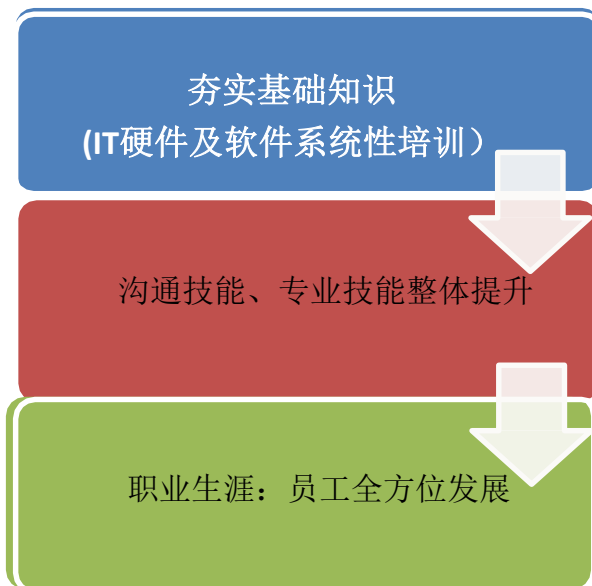 夯实基础知识
(IT硬件及软件系统性培训）
沟通技能、专业技能整体提升
职业生涯：员工全方位发展